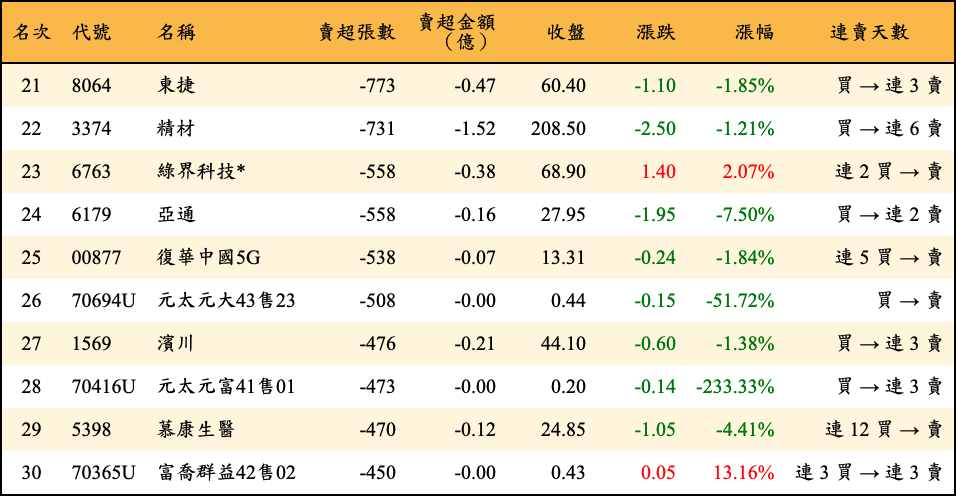 名次 代號 名稱 賣超張數 賣超金額（億） 收盤 漲跌 漲幅 連賣天數
21 8064 東捷 -773 -0.47 60.40 -1.10 -1.85% 買 → 連 3 賣
22 3374 精材 -731 -1.52 208.50 -2.50 -1.21% 買 → 連 6 賣
23 6763 綠界科技* -558 -0.38 68.90 1.40 2.07% 連 2 買 → 賣
24 6179 亞通 -558 -0.16 27.95 -1.95 -7.50% 買 → 連 2 賣
25 00877 復華中國5G -538 -0.07 13.31 -0.24 -1.84% 連 5 買 → 賣
26 70694U 元太元大43售23 -508 -0.00 0.44 -0.15 -51.72% 買 → 賣
27 1569 濱川 -476 -0.21 44.10 -0.60 -1.38% 買 → 連 3 賣
28 70416U 元太元富41售01 -473 -0.00 0.20 -0.14 -233.33% 買 → 連 3 賣
29 5398 慕康生醫 -470 -0.12 24.85 -1.05 -4.41% 連 12 買 → 賣
30 70365U 富喬群益42售02 -450 -0.00 0.43 0.05 13.16% 連 3 買 → 連 3 賣